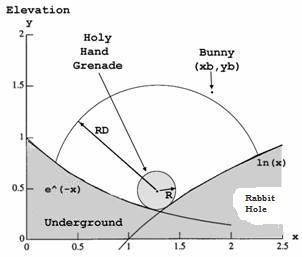 Elevation
y
2
Holy
Hand
Grenade
Bunny
(xb,yb)
1.5
RD
1
ln(x)
R
e^(-x)
0.5
Rabbit
Hole
Underground
0
0
0.5
1
1.5
2
2.5
x